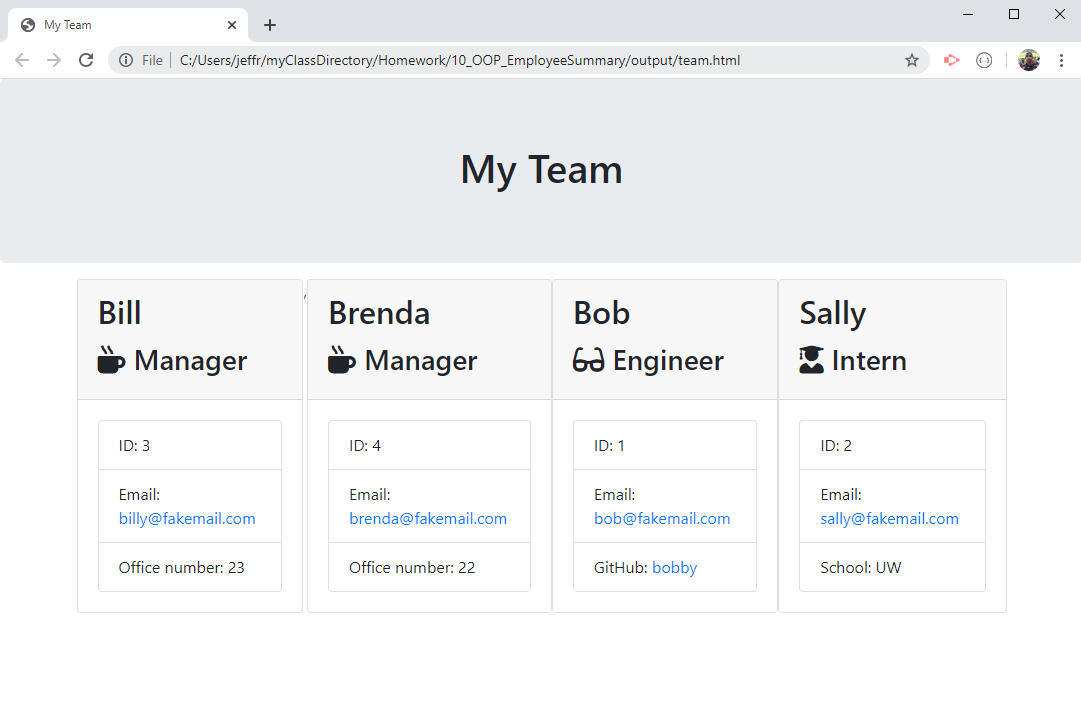 My Team
File | C:/Users/jeffr/myClassDirectory/Homework/10_OOP_EmployeeSummary/output/team.html
My Team
Bill
Manager
ID: 3
Email:
billy@fakemail.com
Office number: 23
,
Brenda
Manager
ID: 4
Email:
brenda@fakemail.com
Office number: 22
Bob
Engineer
ID: 1
Email:
bob@fakemail.com
GitHub: bobby
Sally
Intern
ID: 2
Email:
sally@fakemail.com
School: UW